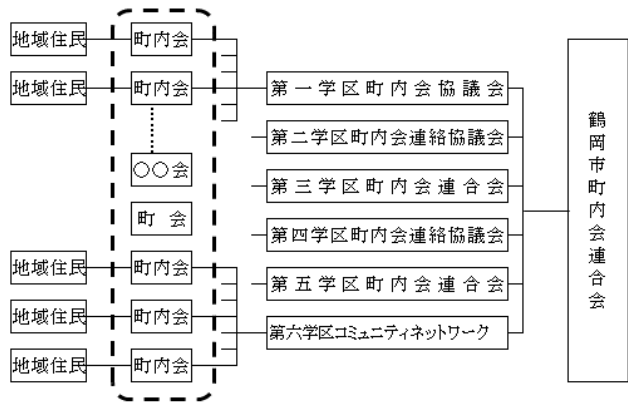 地域住民
町内会
地域住民
町内会
第一学区町内会協議会
第二学区町内会連絡協議会
○○会
第三学区町内会連合会
町 会
第四学区町内会連絡協議会
地域住民
町内会
第五学区町内会連合会
地域住民
町内会
第六学区コミュニティネットワーク
地域住民
町内会
鶴岡市町内会連合会